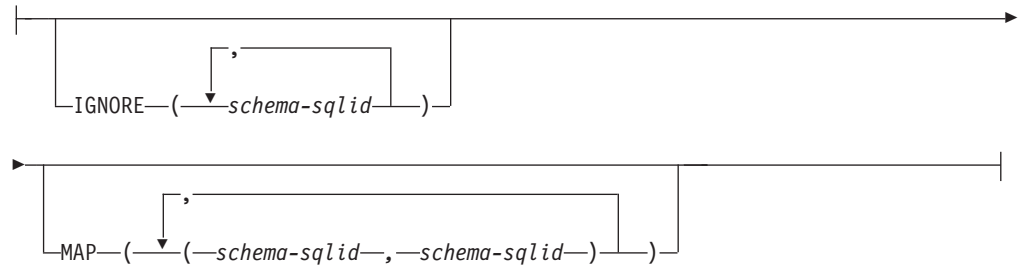 ,
IGNORE ( schema-sqlid )
,
MAP ( ( schema-sqlid , schema-sqlid ) )